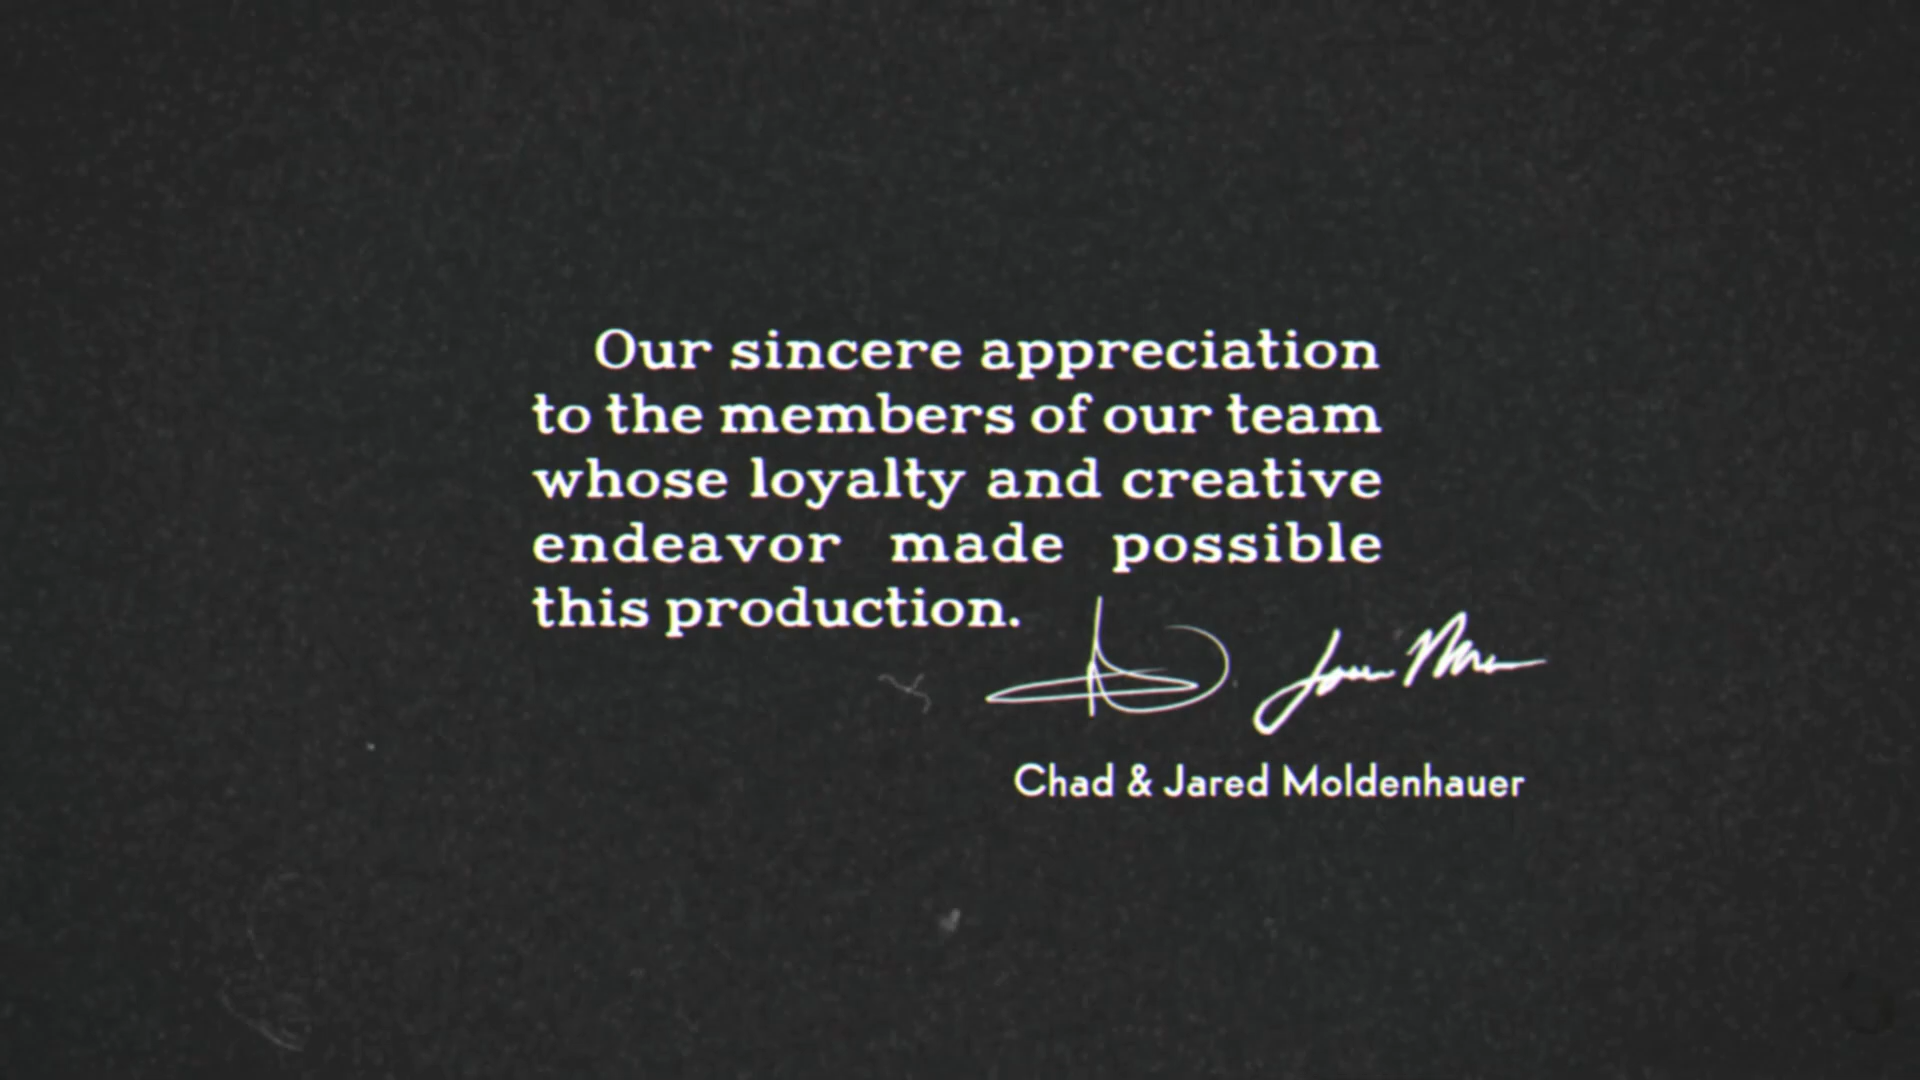 Our sincere appreciation
to the members of our team
whose loyalty and creative
endeavor made possible
this production.
Chad & Jared Moldenhauer